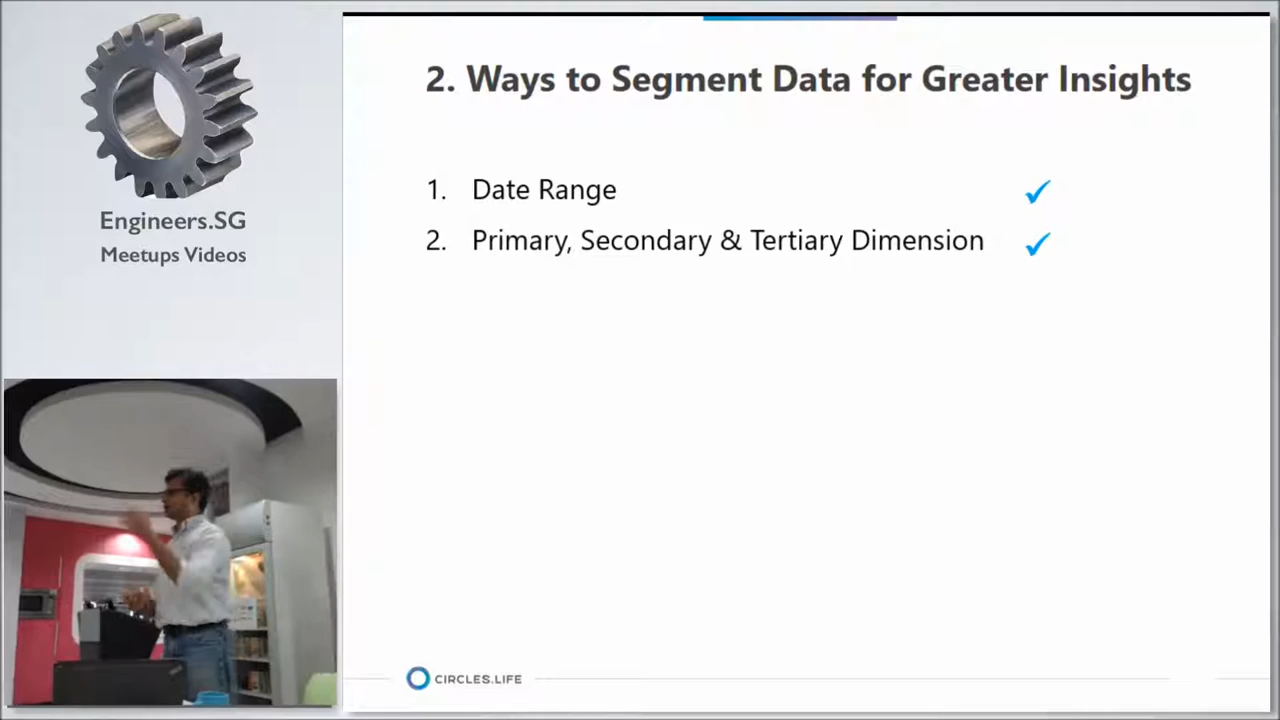 Engineers.SG
Meetups Videos
2. Ways to Segment Data for Greater Insights
1. Date Range
2. Primary, Secondary & Tertiary Dimension
CIRCLES.LIFE